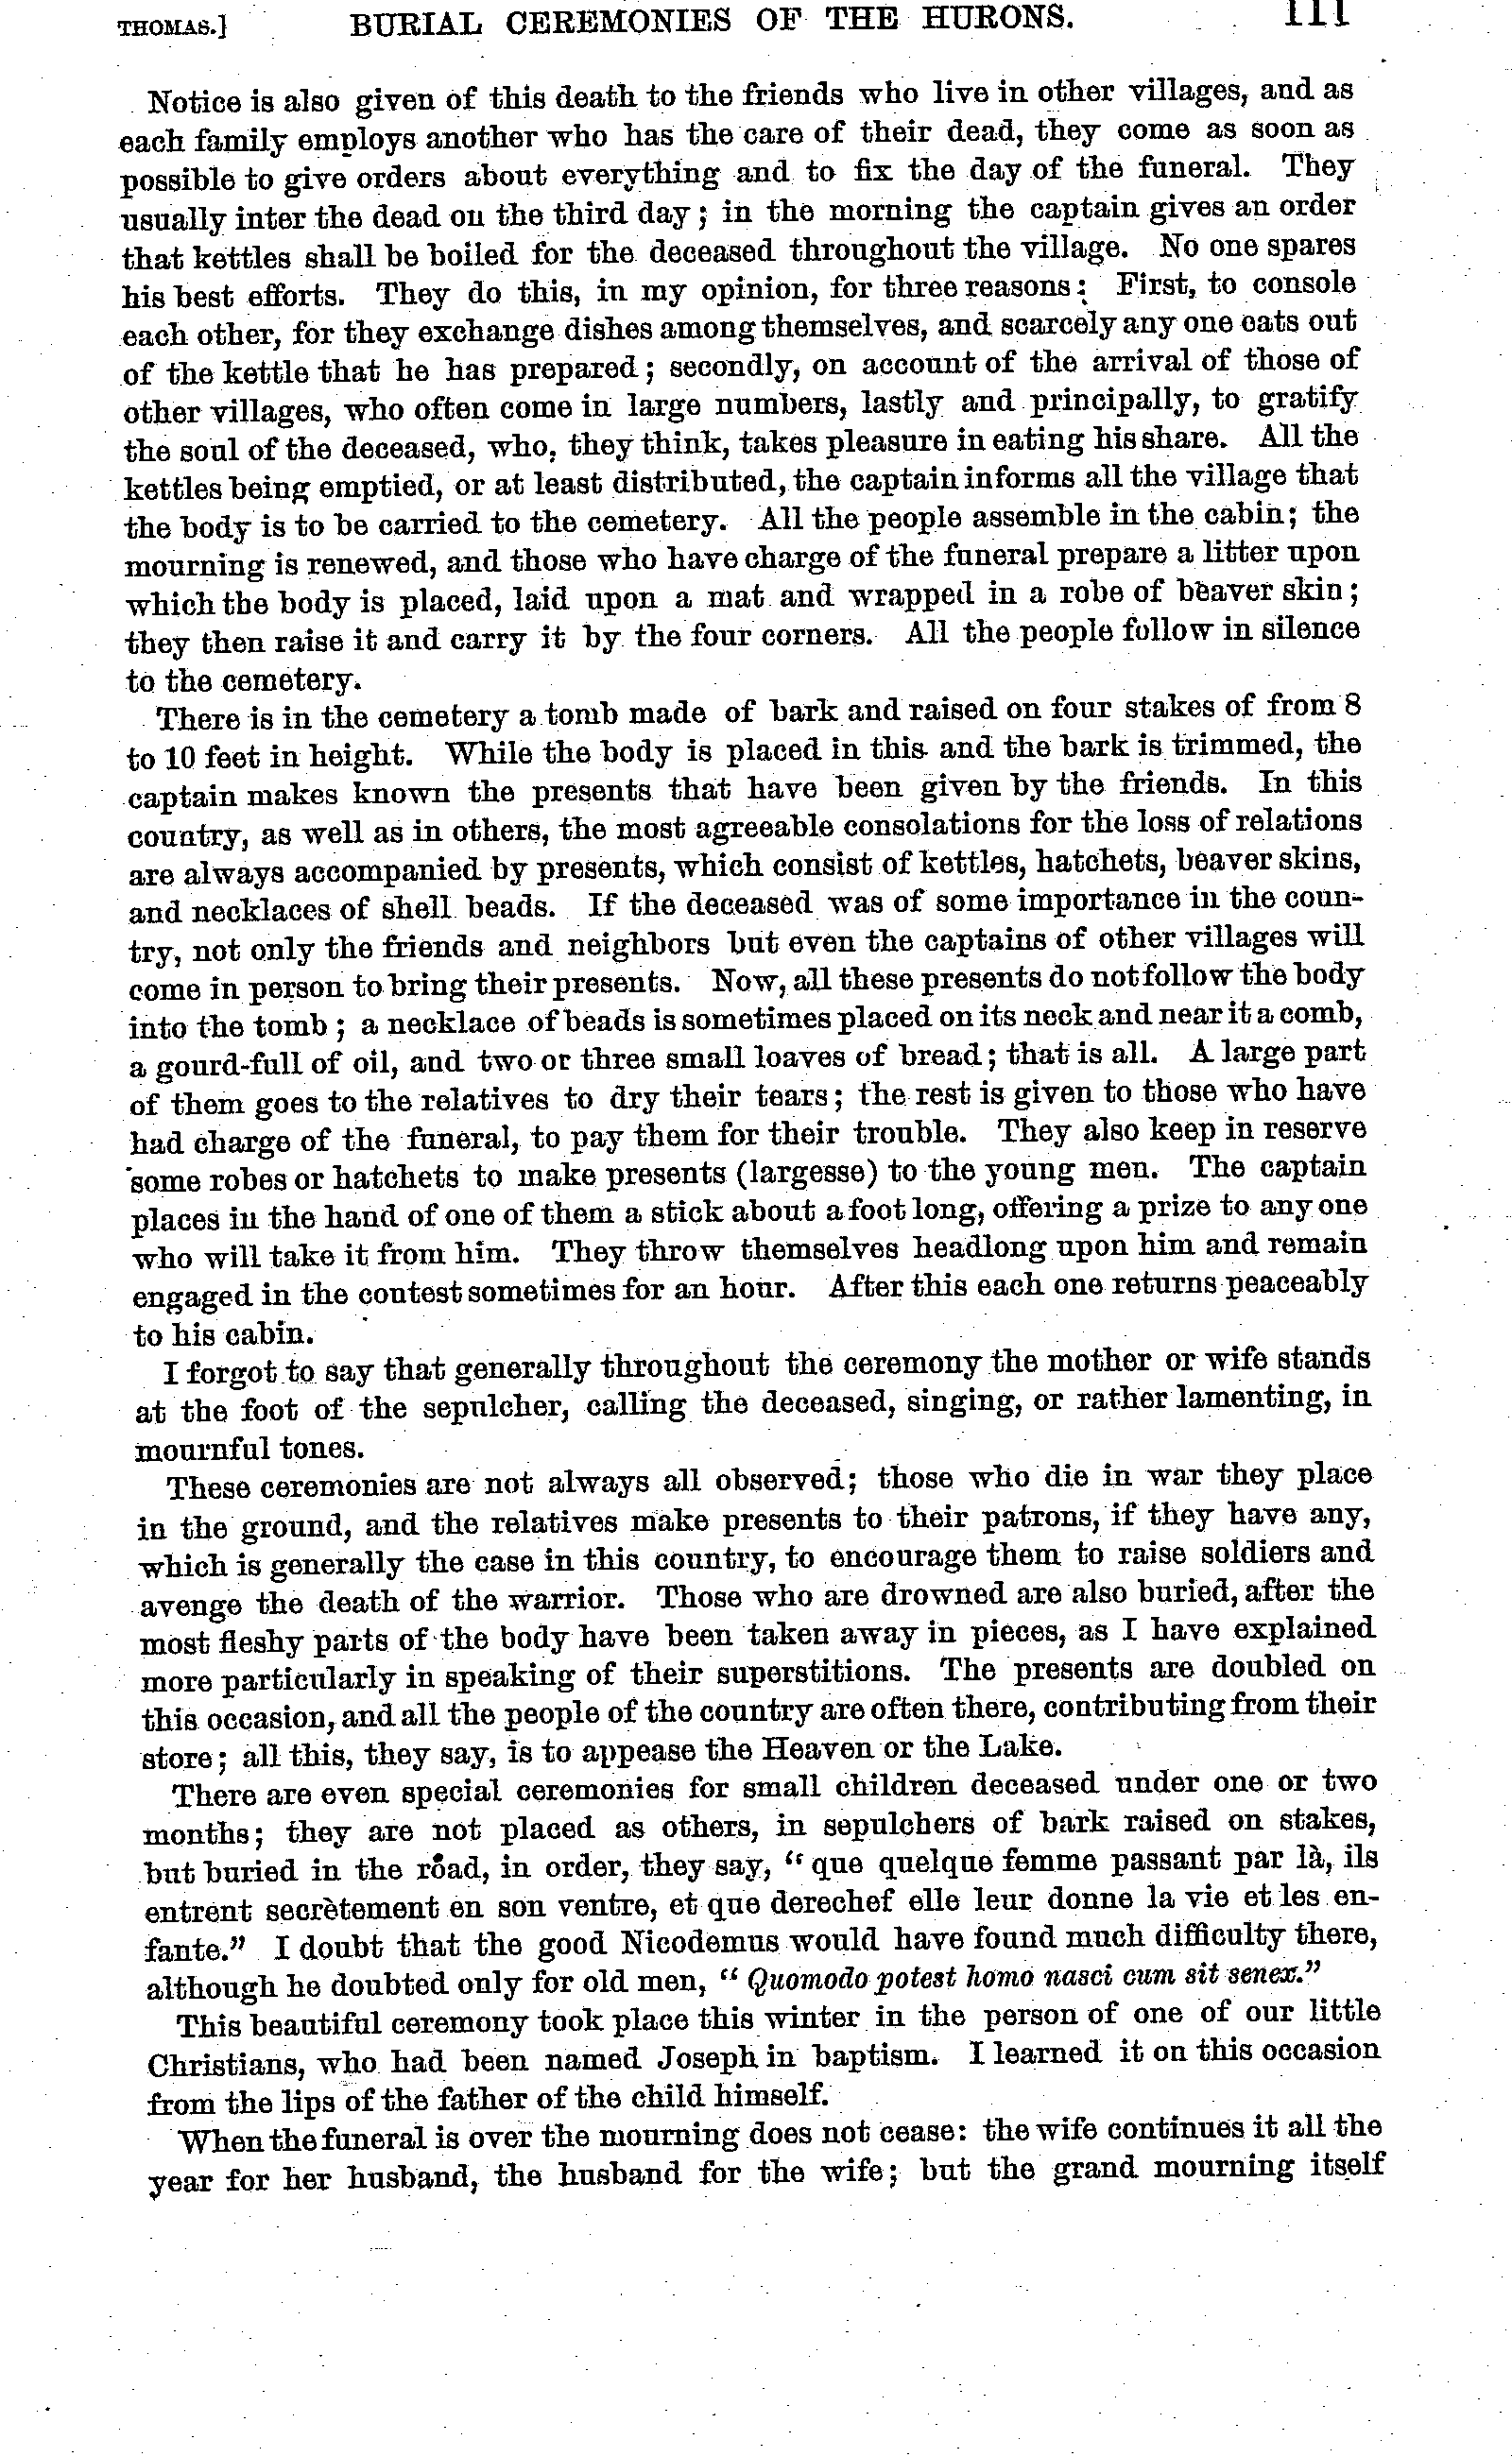 THOMAS.] BURIAL CEREMONIES OF THE HURONS. 111
Notice is also given of this death to the friends who live in other villages, and as
each family employs another who has the care of their dead, they come as soon as
possible to give orders about everything and to fix the day of the funeral. They
usually inter the dead on the third day; in the morning the captain gives an order
that kettles shall be boiled for the deceased throughout the village. No one spares
his best efforts. They do this, in my opinion, for three reasons: First, to console
each other, for they exchange dishes among themselves, and scarcely any one eats out
of the kettle that he has prepared; secondly, on account of the arrival of those of
other villages, who often come in large numbers, lastly and principally, to gratify
the soul of the deceased, who, they think, takes pleasure in eating his share. All the
kettles being emptied, or at least distributed, the captain informs all the village that
the body is to be carried to the cemetery. All the people assemble in the cabin; the
mourning is renewed, and those who have charge of the funeral prepare a litter upon
which the body is placed, laid upon a mat and wrapped in a robe of beaver skin;
they then raise it and carry it by the four corners. All the people follow in silence
to the cemetery.
There is in the cemetery a tomb made of bark and raised on four stakes of from 8
to 10 feet in height. While the body is placed in this and the bark is trimmed, the
captain makes known the presents that have been given by the friends. In this
country, as well as in others, the most agreeable consolations for the loss of relations
are always accompanied by presents, which consist of kettles, hatchets, beaver skins,
and necklaces of shell beads. If the deceased was of some importance in the coun-
try, not only the friends and neighbors but even the captains of other villages will
come in person to bring their presents. Now, all these presents do not follow the body
into the tomb; a necklace of beads is sometimes placed on its neck and near it a comb,
a gourd-full of oil, and two or three small loaves of bread; that is all. A large part
of them goes to the relatives to dry their tears; the rest is given to those who have
had charge of the funeral, to pay them for their trouble. They also keep in reserve
some robes or hatchets to make presents (largesse) to the young men. The captain
places in the hand of one of them a stick about a foot long, offering a prize to any one
who will take it from him. They throw themselves headlong upon him and remain
engaged in the contest sometimes for an hour. After this each one returns peaceably
to his cabin.
I forgot to say that generally throughout the ceremony the mother or wife stands
at the foot of the sepulcher, calling the deceased, singing, or rather lamenting, in
mournful tones.
These ceremonies are not always all observed; those who die in war they place
in the ground, and the relatives make presents to their patrons, if they have any,
which is generally the case in this country, to encourage them to raise soldiers and
avenge the death of the warrior. Those who are drowned are also buried, after the
most fleshy parts of the body have been taken away in pieces, as I have explained
more particularly in speaking of their superstitions. The presents are doubled on
this occasion, and all the people of the country are often there, contributing from their
store; all this, they say, is to appease the Heaven or the Lake.
There are even special ceremonies for small children deceased under one or two
months; they are not placed as others, in sepulchers of bark raised on stakes,
but buried in the road, in order, they say, "que quelque femme passant par là, ils
entrent secrètement en son ventre, et que derechef elle leur donne la vie et les en-
fante." I doubt that the good Nicodemus would have found much difficulty there,
although he doubted only for old men, "Quomodo potest homo nasci cum sit senex."
This beautiful ceremony took place this winter in the person of one of our little
Christians, who had been named Joseph in baptism. I learned it on this occasion
from the lips of the father of the child himself.
When the funeral is over the mourning does not cease: the wife continues it all the
year for her husband, the husband for the wife; but the grand mourning itself